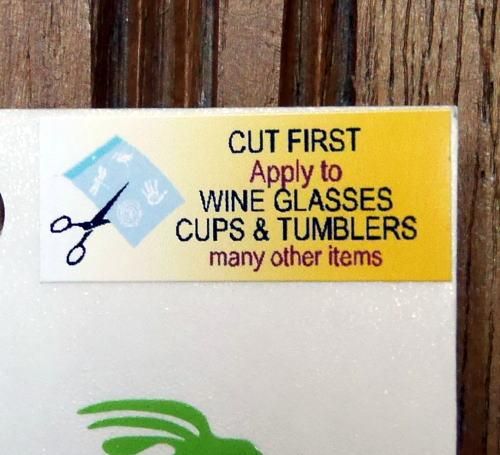 CUT FIRST
Apply to
WINE GLASSES
CUPS & TUMBLERS
many other items